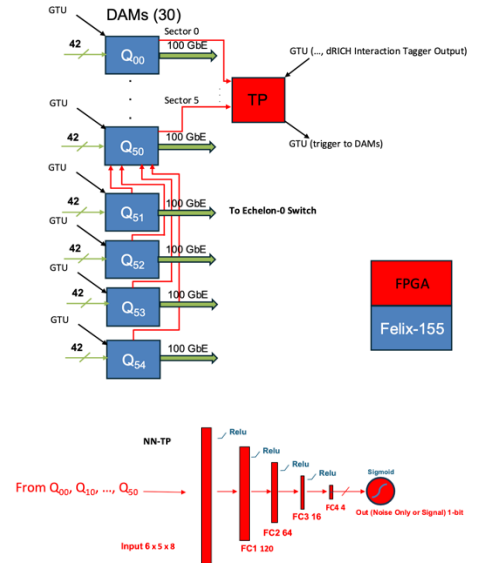 DAMs (30)
GTU
Sector 0
42
Q00
100 GbE
GTU (…, dRICH Interaction Tagger Output)
TP
GTU
Sector 5
42
Q50
100 GbE
GTU (trigger to DAMs)
GTU
42
Q51
100 GbE
To Echelon-0 Switch
GTU
42
Q52
100 GbE
GTU
42
Q53
100 GbE
GTU
42
Q54
100 GbE
FPGA
Felix-155
NN-TP
Relu
Relu
Relu
Relu
Sigmoid
From Q00, Q10, …, Q50
Out (Noise Only or Signal) 1-bit
FC4 4
FC3 16
FC2 64
FC1 120
Input 6 x 5 x 8